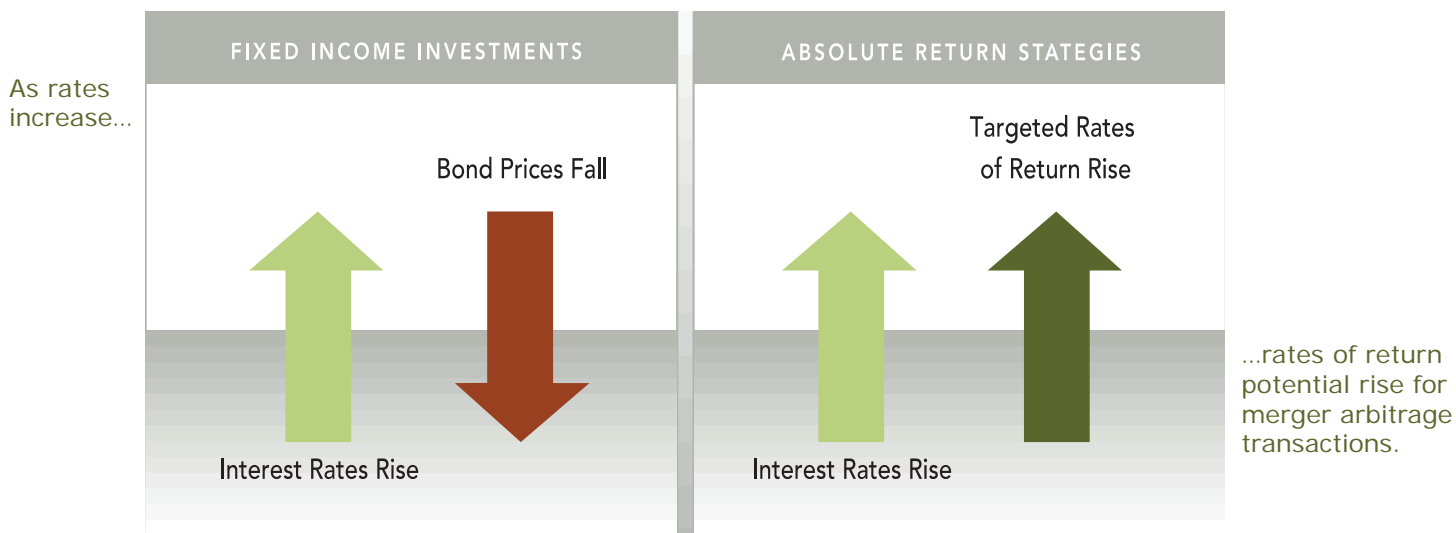 FIXED INCOME INVESTMENTS
ABSOLUTE RETURN STATEGIES
As rates
increase...
Bond Prices Fall
Targeted Rates
of Return Rise
Interest Rates Rise
Interest Rates Rise
...rates of return
potential rise for
merger arbitrage
transactions.